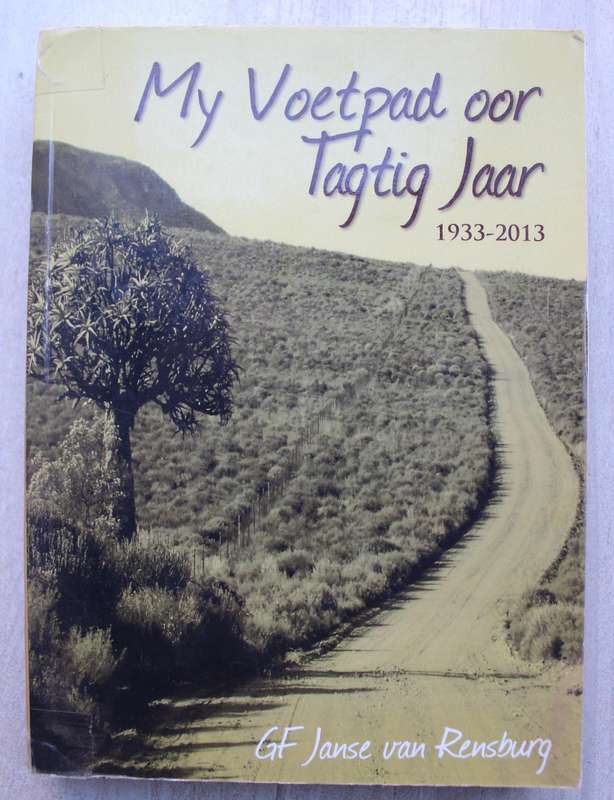 My Voetpad oor
Tagtig Jaar
1933-2013
GF Janse van Rensburg